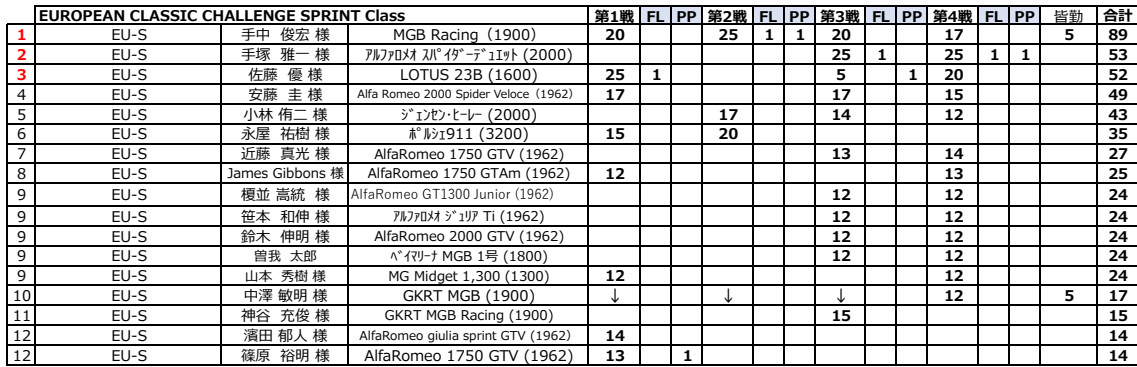 EUROPEAN CLASSIC CHALLENGE SPRINT Class 第1戦 FL PP 第2戦 FL PP 第3戦 FL PP 第4戦 FL PP 皆勤 合計
1 EU-S 手中 俊宏 様 MGB Racing（1900） 20 25 1 1 20 17 5 89
2 EU-S 手塚 雅一 様 ｱﾙﾌｧﾛﾒｵ ｽﾊﾟｲﾀﾞｰﾃﾞｭｴｯﾄ (2000) 25 1 25 1 1 53
3 EU-S 佐藤 優 様 LOTUS 23B (1600) 25 1 5 1 20 52
4 EU-S 安藤 圭 様 Alfa Romeo 2000 Spider Veloce（1962） 17 17 15 49
5 EU-S 小林 侑二 様 ｼﾞｪﾝｾﾝ･ﾋｰﾚｰ (2000) 17 14 12 43
6 EU-S 永屋 祐樹 様 ﾎﾟﾙｼｪ911 (3200) 15 20 35
7 EU-S 近藤 真光 様 AlfaRomeo 1750 GTV (1962) 13 14 27
8 EU-S James Gibbons 様 AlfaRomeo 1750 GTAm (1962) 12 13 25
9 EU-S 榎並 嵩統 様 AlfaRomeo GT1300 Junior (1962) 12 12 24
9 EU-S 笹本 和伸 様 ｱﾙﾌｧﾛﾒｵ ｼﾞｭﾘｱ Ti (1962) 12 12 24
9 EU-S 鈴木 伸明 様 AlfaRomeo 2000 GTV (1962) 12 12 24
9 EU-S 曽我 太郎 ﾍﾞｲﾏﾘｰﾅ MGB 1号 (1800) 12 12 24
9 EU-S 山本 秀樹 様 MG Midget 1,300 (1300) 12 12 24
10 EU-S 中澤 敏明 様 GKRT MGB (1900) ↓ ↓ ↓ 12 5 17
11 EU-S 神谷 充俊 様 GKRT MGB Racing (1900) 15 15
12 EU-S 濱田 郁人 様 AlfaRomeo giulia sprint GTV (1962) 14 14
12 EU-S 篠原 裕明 様 AlfaRomeo 1750 GTV (1962) 13 1 14